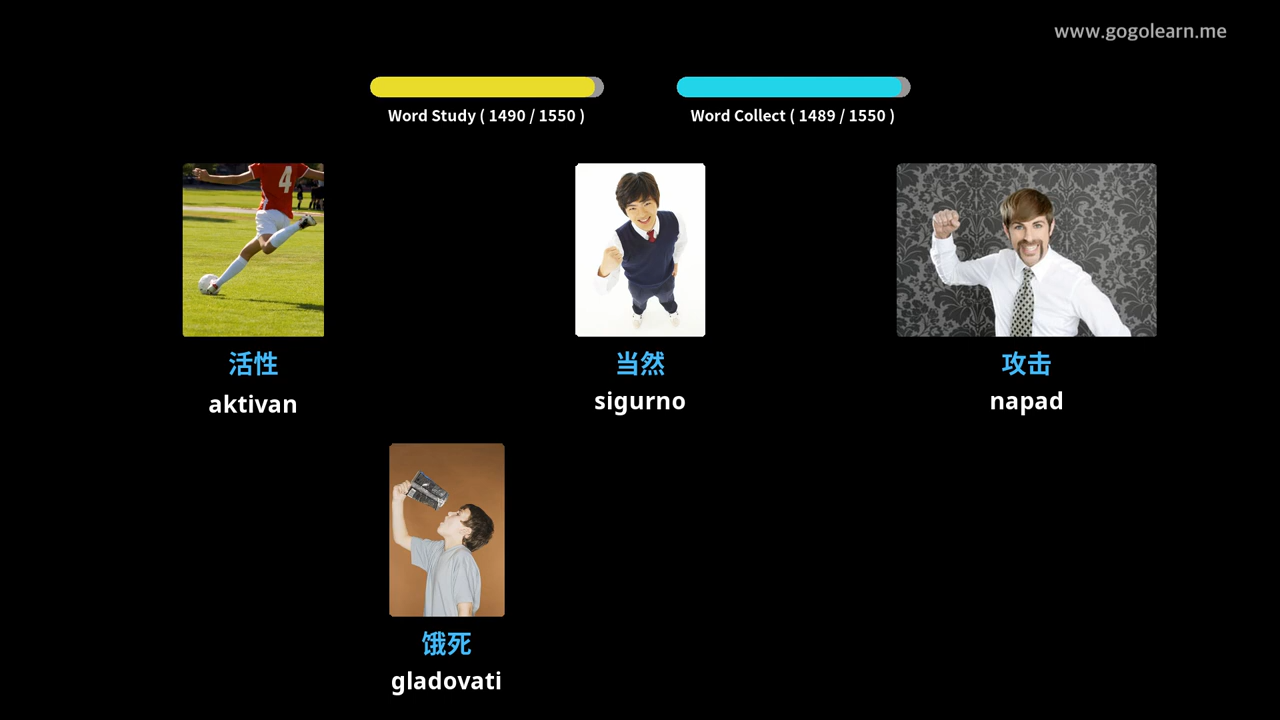 www.gogolearn.me
Word Study ( 1490 / 1550 )
Word Collect ( 1489 / 1550 )
4
活性
aktivan
当然
sigurno
攻击
napad
饿死
gladovati